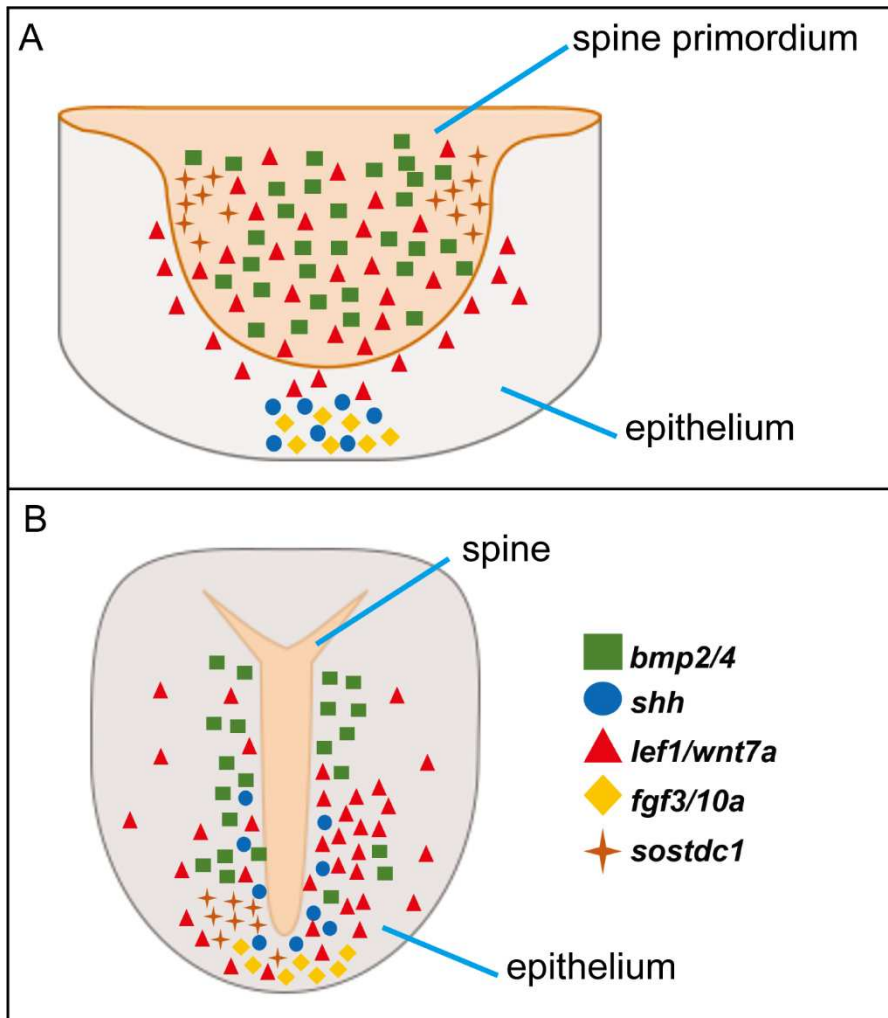 A
spine primordium
epithelium
B
spine
bmp2/4
shh
lef1/wnt7a
fgf3/10a
sostdc1
epithelium